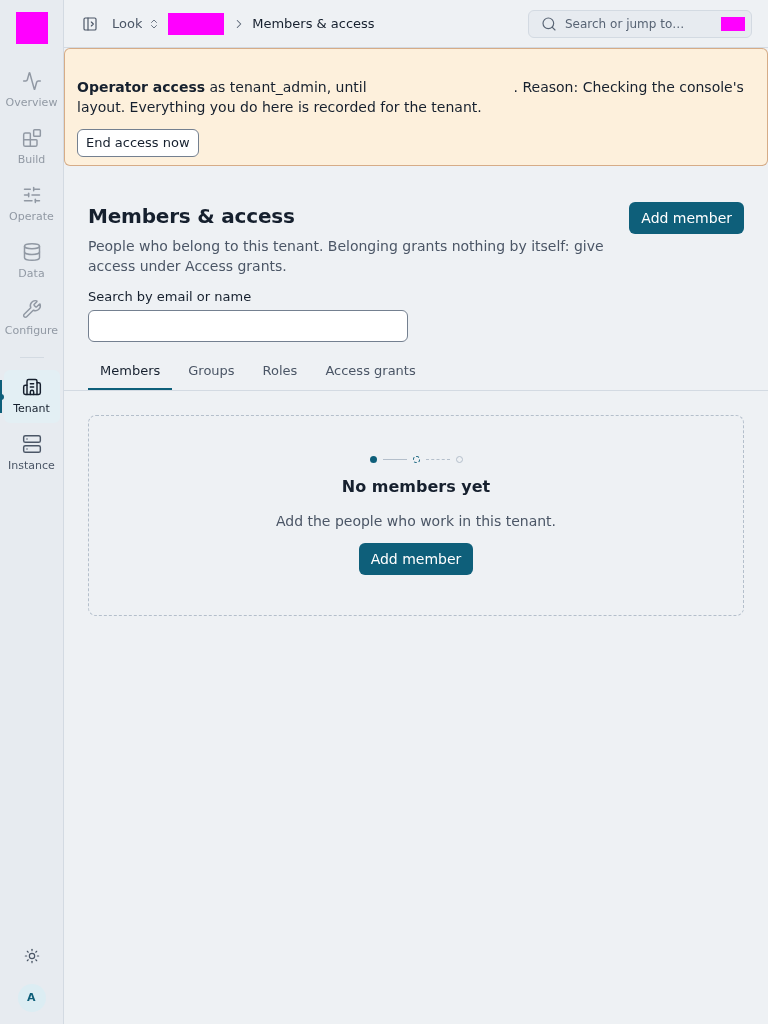 Look
Members & access
Search or jump to...
Overview
Build
Operate
Data
Configure
Tenant
Instance
A
Operator access as tenant_admin, until . Reason: Checking the console's
layout. Everything you do here is recorded for the tenant.
End access now
Members & access
Add member
People who belong to this tenant. Belonging grants nothing by itself: give
access under Access grants.
Search by email or name
Members Groups Roles Access grants
No members yet
Add the people who work in this tenant.
Add member